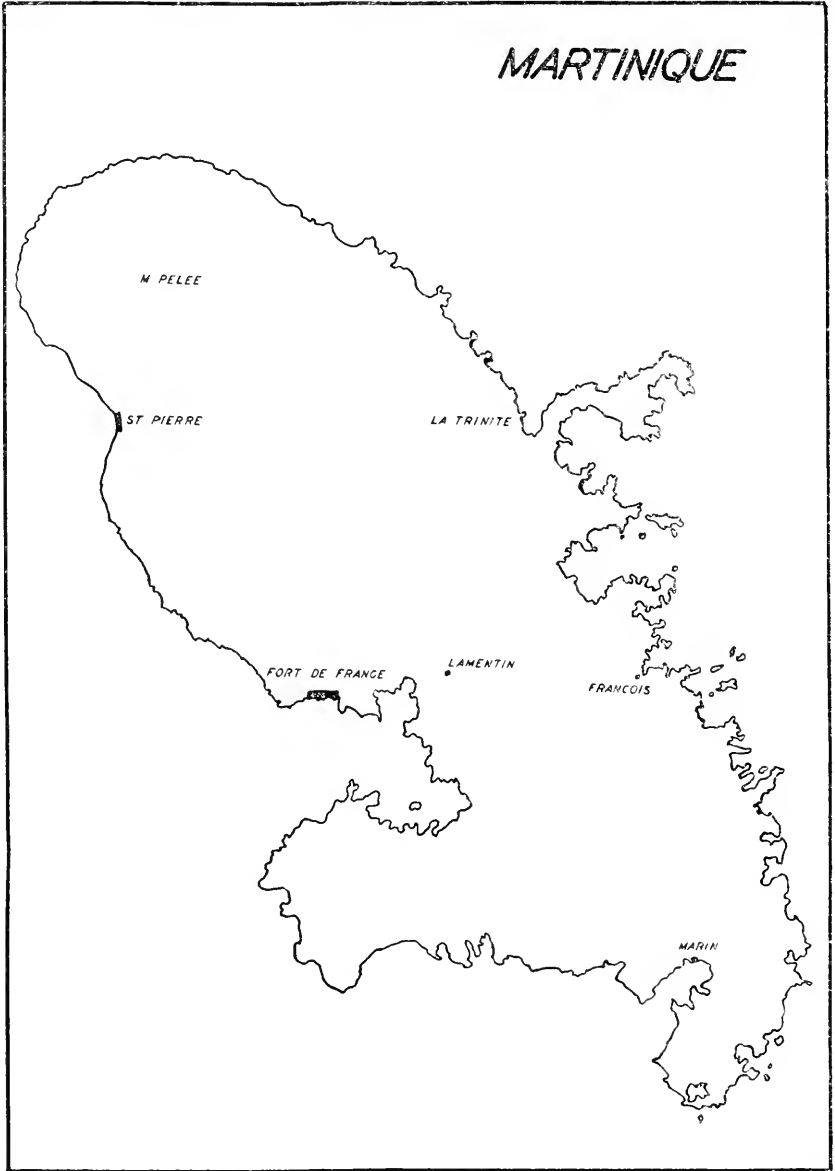 MARTINIQUE
M PELEE
ST PIERRE
LA TRINITE
FORT DE FRANCE
LAMENTIN
FRANCOIS
MARIN